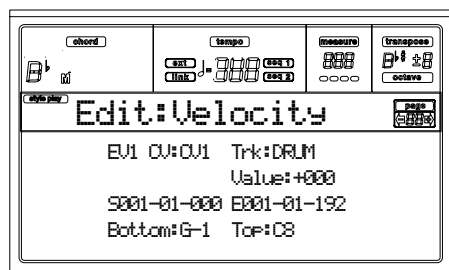 chord tempo measure transpose
ext seq 1
link seq 2
octave
style play
Edit:Velocity
page
EV1 CV:CV1 Trk:DRUM
Value:+000
S001-01-000 E001-01-192
Bottom:G-1 Top:C8